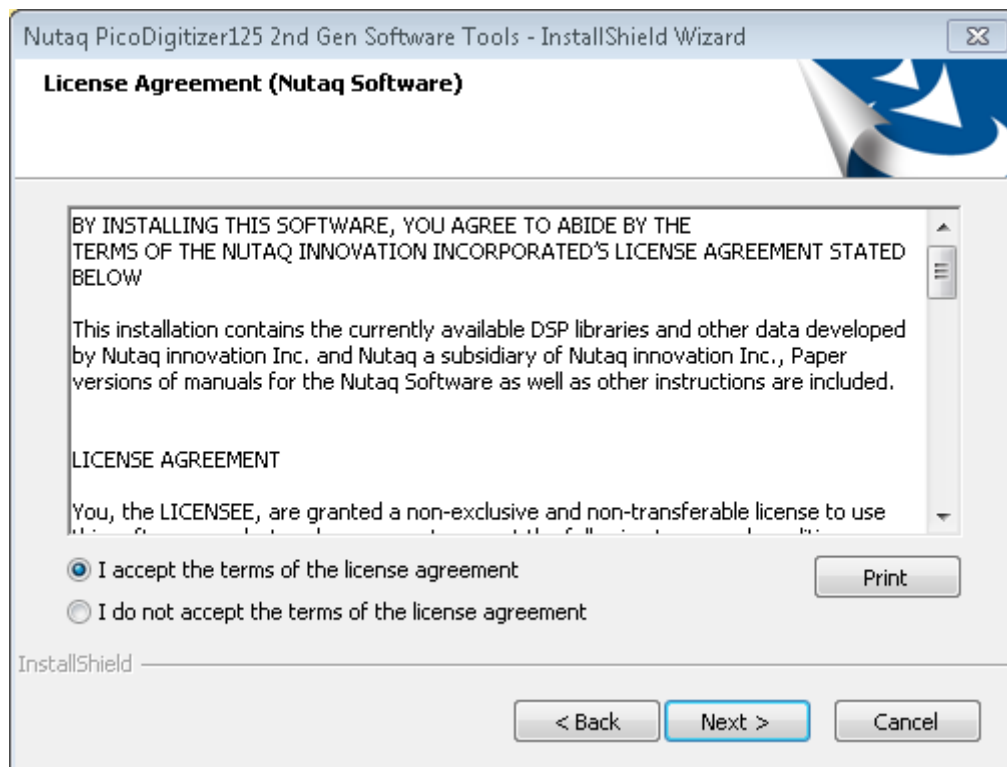 Nutaq PicoDigitizer125 2nd Gen Software Tools - InstallShield Wizard
License Agreement (Nutaq Software)
BY INSTALLING THIS SOFTWARE, YOU AGREE TO ABIDE BY THE
TERMS OF THE NUTAQ INNOVATION INCORPORATED'S LICENSE AGREEMENT STATED
BELOW
This installation contains the currently available DSP libraries and other data developed
by Nutaq innovation Inc. and Nutaq a subsidiary of Nutaq innovation Inc., Paper
versions of manuals for the Nutaq Software as well as other instructions are included.
LICENSE AGREEMENT
You, the LICENSEE, are granted a non-exclusive and non-transferable license to use
I accept the terms of the license agreement
Print
I do not accept the terms of the license agreement
InstallShield
< Back
Next >
Cancel